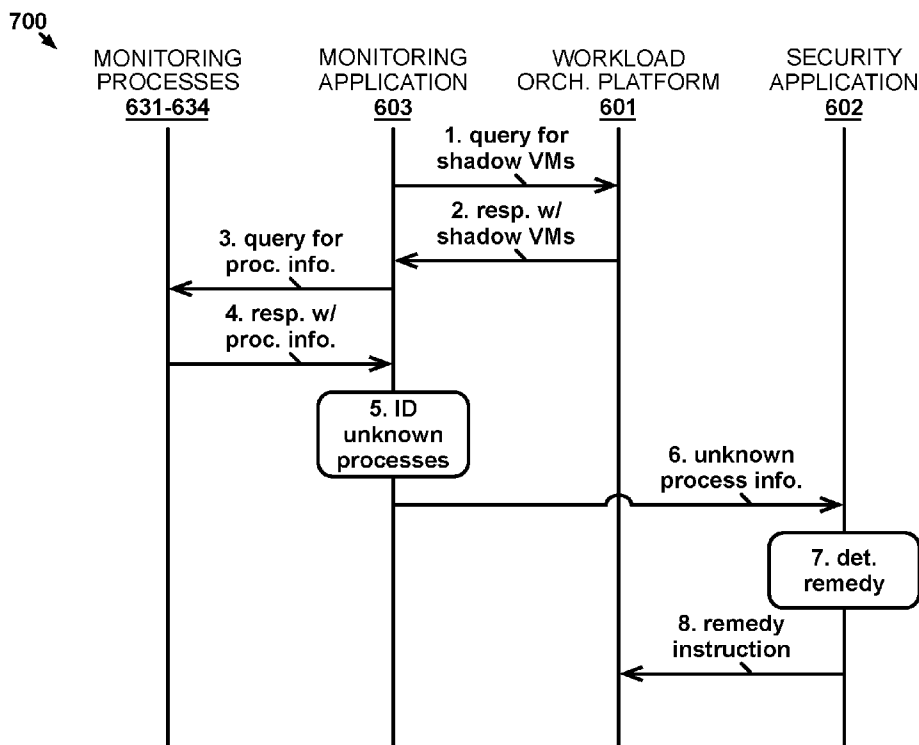 700
MONITORING
PROCESSES
631-634
MONITORING
APPLICATION
603
WORKLOAD
ORCH. PLATFORM
601
SECURITY
APPLICATION
602
1. query for
shadow VMs
2. resp. w/
shadow VMs
3. query for
proc. info.
4. resp. w/
proc. info.
5. ID
unknown
processes
6. unknown
process info.
7. det.
remedy
8. remedy
instruction